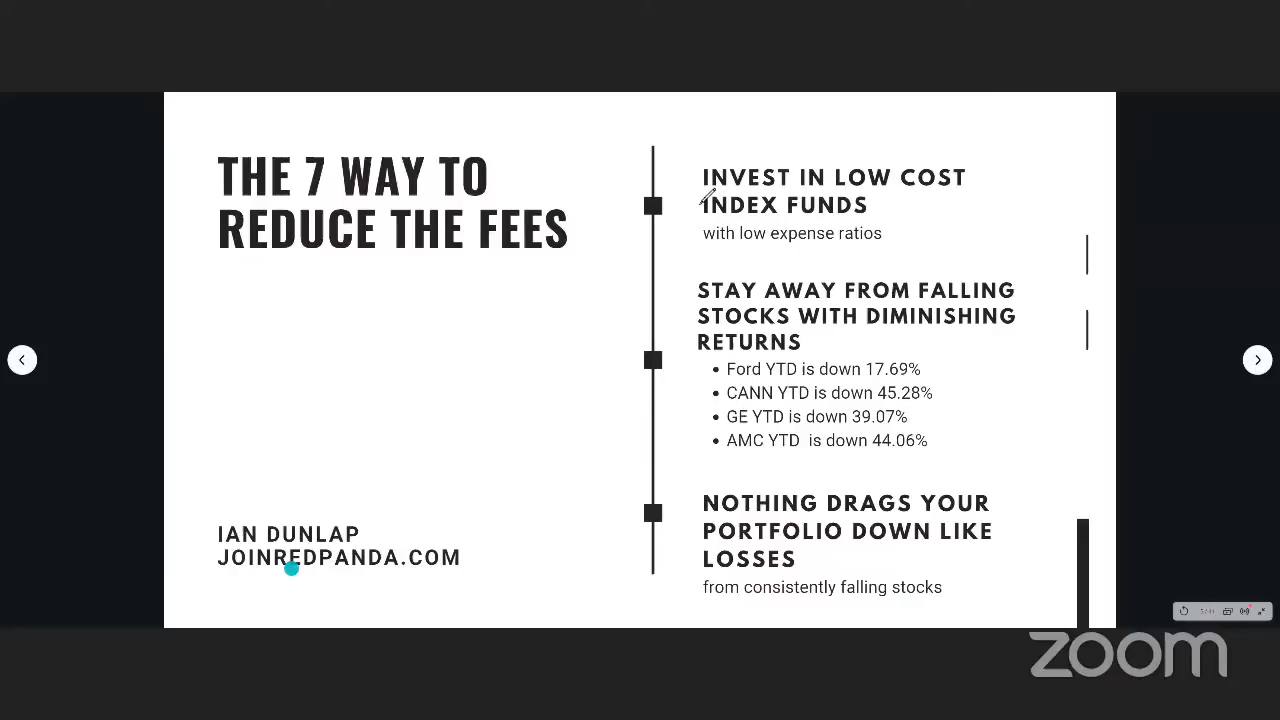 THE 7 WAY TO
REDUCE THE FEES
IAN DUNLAP
JOINREDPANDA.COM
INVEST IN LOW COST
INDEX FUNDS
with low expense ratios
STAY AWAY FROM FALLING
STOCKS WITH DIMINISHING
RETURNS
• Ford YTD is down 17.69%
• CANN YTD is down 45.28%
• GE YTD is down 39.07%
• AMC YTD  is down 44.06%
NOTHING DRAGS YOUR
PORTFOLIO DOWN LIKE
LOSSES
from consistently falling stocks
zoom